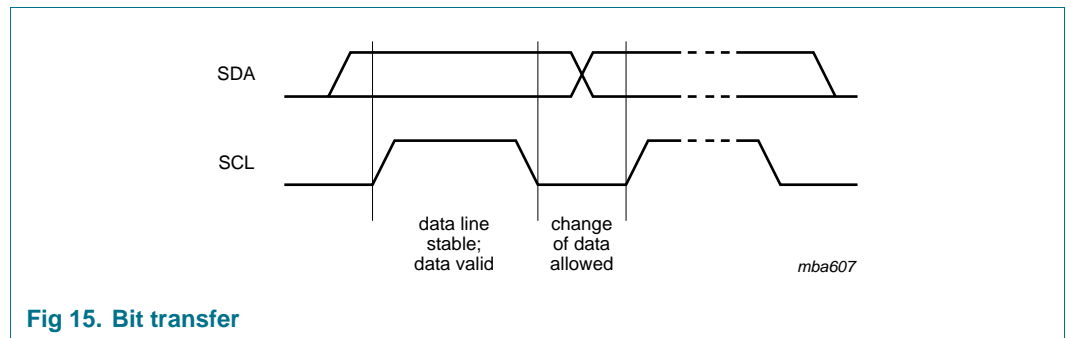 SDA
SCL
data line
stable;
data valid
change
of data
allowed
mba607
Fig 15. Bit transfer